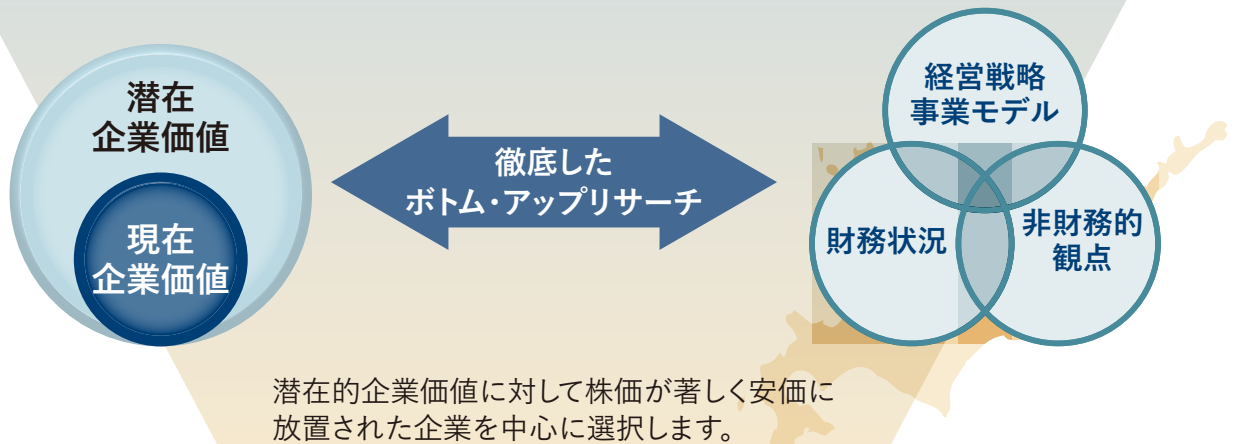 潜在
企業価値
現在
企業価値
徹底した
ボトム・アップリサーチ
経営戦略
事業モデル
財務状況
非財務的
観点
潜在的企業価値に対して株価が著しく安価に
放置された企業を中心に選択します。